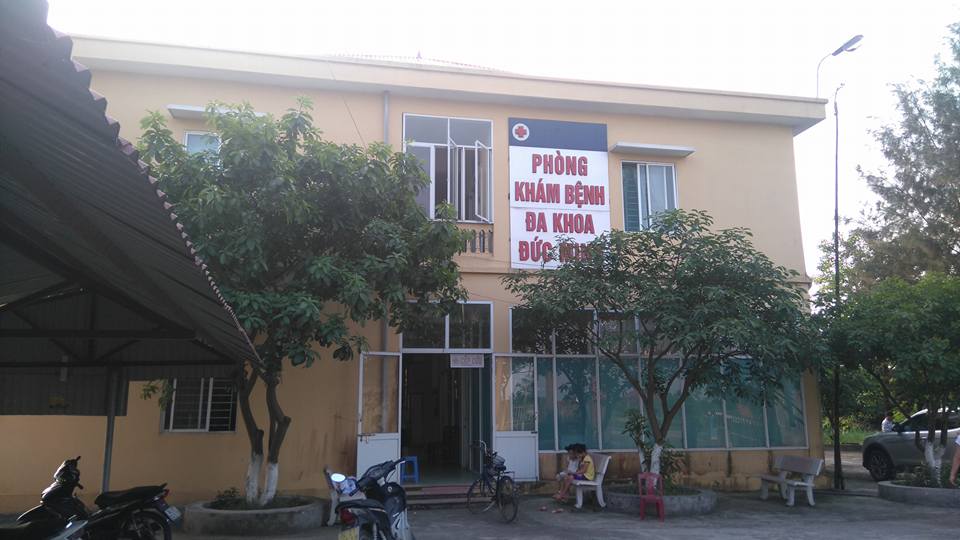 PHÒNG
KHÁM BỆNH
ĐA KHOA
ĐỨC